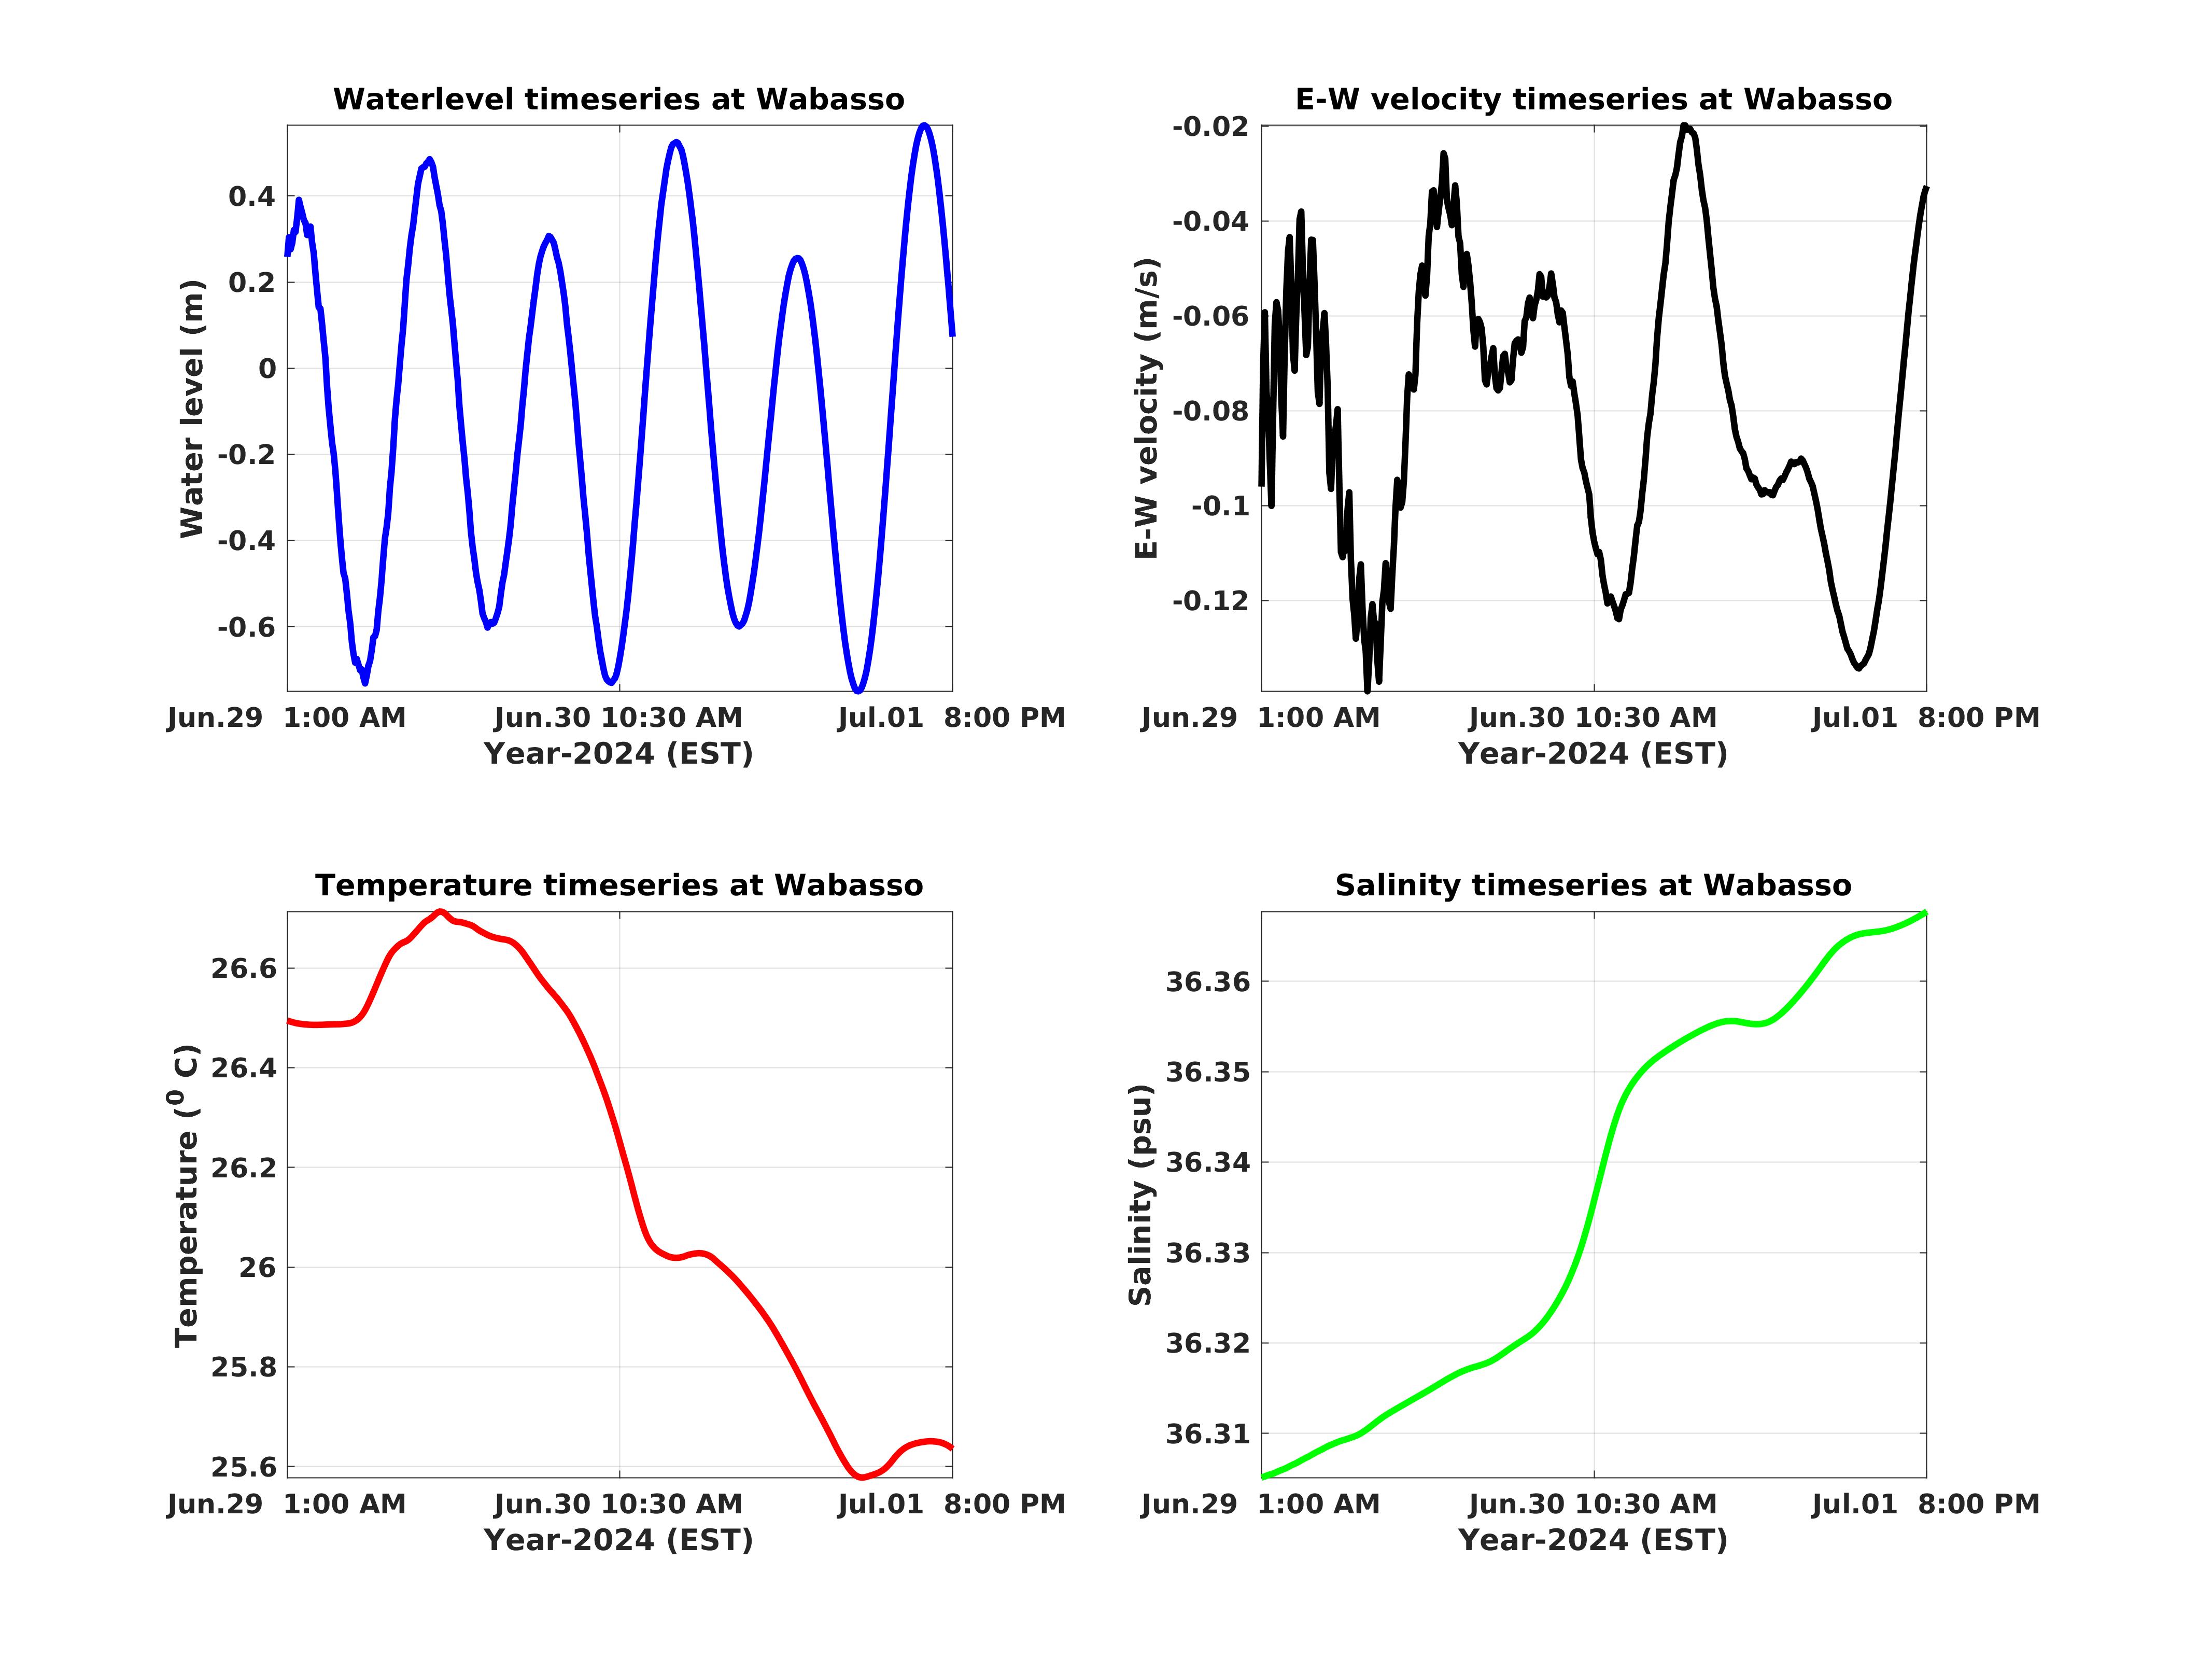 Waterlevel timeseries at Wabasso
0.4
0.2
0
-0.2
-0.4
-0.6
Water level (m)
Jun.29 1:00 AM Jun.30 10:30 AM Jul.01 8:00 PM
Year-2024 (EST)
E-W velocity timeseries at Wabasso
-0.02
-0.04
-0.06
-0.08
-0.1
-0.12
E-W velocity (m/s)
Jun.29 1:00 AM Jun.30 10:30 AM Jul.01 8:00 PM
Year-2024 (EST)
Temperature timeseries at Wabasso
26.6
26.4
26.2
26
25.8
25.6
Temperature (⁰ C)
Jun.29 1:00 AM Jun.30 10:30 AM Jul.01 8:00 PM
Year-2024 (EST)
Salinity timeseries at Wabasso
36.36
36.35
36.34
36.33
36.32
36.31
Salinity (psu)
Jun.29 1:00 AM Jun.30 10:30 AM Jul.01 8:00 PM
Year-2024 (EST)